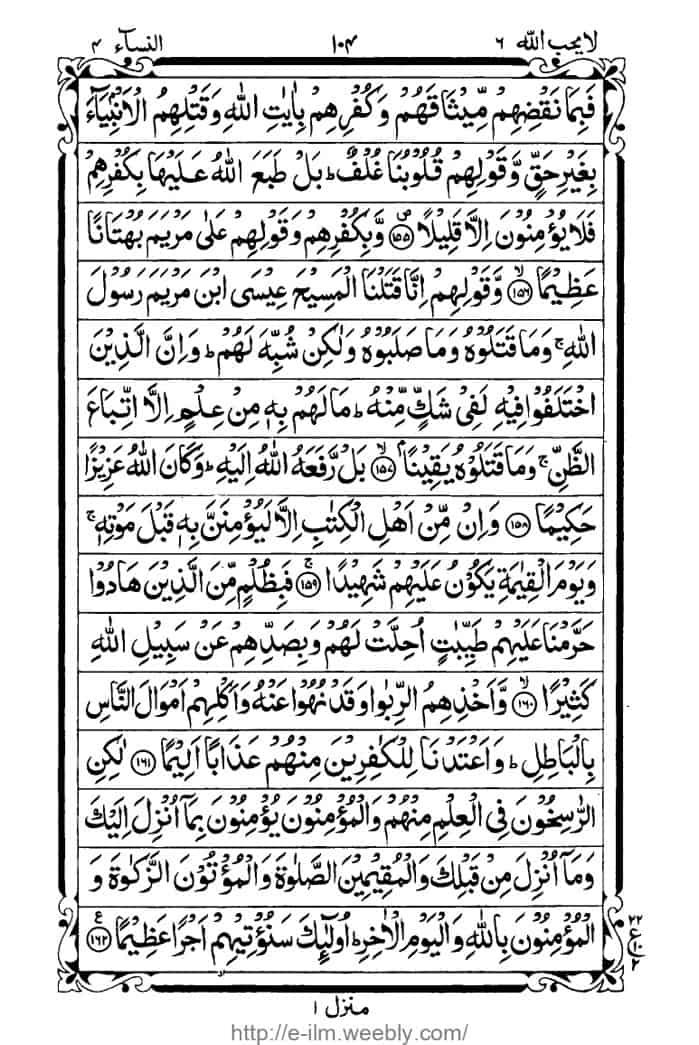 لا يحب الله ٦ ١٠٤ النسآء ٤
فَبِمَا نَقْضِهِمْ مِّيْثَاقَهُمْ وَكُفْرِهِمْ بِاٰيٰتِ اللّٰهِ وَقَتْلِهِمُ الْاَنْۢبِيَآءَ
بِغَيْرِ حَقٍّ وَّقَوْلِهِمْ قُلُوْبُنَا غُلْفٌ ؕ بَلْ طَبَعَ اللّٰهُ عَلَيْهَا بِكُفْرِهِمْ
فَلَا يُؤْمِنُوْنَ اِلَّا قَلِيْلًا ۪ ﴿١٥٥﴾ وَّبِكُفْرِهِمْ وَقَوْلِهِمْ عَلٰى مَرْيَمَ بُهْتَانًا
عَظِيْمًا ۙ ﴿١٥٦﴾ وَّقَوْلِهِمْ اِنَّا قَتَلْنَا الْمَسِيْحَ عِيْسَى ابْنَ مَرْيَمَ رَسُوْلَ
اللّٰهِ ۚ وَمَا قَتَلُوْهُ وَمَا صَلَبُوْهُ وَلٰكِنْ شُبِّهَ لَهُمْ ؕ وَاِنَّ الَّذِيْنَ
اخْتَلَفُوْا فِيْهِ لَفِيْ شَكٍّ مِّنْهُ ؕ مَا لَهُمْ بِهٖ مِنْ عِلْمٍ اِلَّا اتِّبَاعَ
الظَّنِّ ۚ وَمَا قَتَلُوْهُ يَقِيْنًۢا ۙ ﴿١٥٧﴾ بَلْ رَّفَعَهُ اللّٰهُ اِلَيْهِ ؕ وَكَانَ اللّٰهُ عَزِيْزًا
حَكِيْمًا ﴿١٥٨﴾ وَاِنْ مِّنْ اَهْلِ الْكِتٰبِ اِلَّا لَيُؤْمِنَنَّ بِهٖ قَبْلَ مَوْتِهٖ ۚ
وَيَوْمَ الْقِيٰمَةِ يَكُوْنُ عَلَيْهِمْ شَهِيْدًا ۚ ﴿١٥٩﴾ فَبِظُلْمٍ مِّنَ الَّذِيْنَ هَادُوْا
حَرَّمْنَا عَلَيْهِمْ طَيِّبٰتٍ اُحِلَّتْ لَهُمْ وَبِصَدِّهِمْ عَنْ سَبِيْلِ اللّٰهِ
كَثِيْرًا ۙ ﴿١٦٠﴾ وَّاَخْذِهِمُ الرِّبٰوا وَقَدْ نُهُوْا عَنْهُ وَاَكْلِهِمْ اَمْوَالَ النَّاسِ
بِالْبَاطِلِ ؕ وَاَعْتَدْنَا لِلْكٰفِرِيْنَ مِنْهُمْ عَذَابًا اَلِيْمًا ﴿١٦١﴾ لٰكِنِ
الرّٰسِخُوْنَ فِي الْعِلْمِ مِنْهُمْ وَالْمُؤْمِنُوْنَ يُؤْمِنُوْنَ بِمَآ اُنْزِلَ اِلَيْكَ
وَمَآ اُنْزِلَ مِنْ قَبْلِكَ وَالْمُقِيْمِيْنَ الصَّلٰوةَ وَالْمُؤْتُوْنَ الزَّكٰوةَ وَ
الْمُؤْمِنُوْنَ بِاللّٰهِ وَالْيَوْمِ الْاٰخِرِ ؕ اُولٰٓئِكَ سَنُؤْتِيْهِمْ اَجْرًا عَظِيْمًا ﴿١٦٢﴾ ع
٢٢
ع١٠
٢
منزل ١
http://e-ilm.weebly.com/